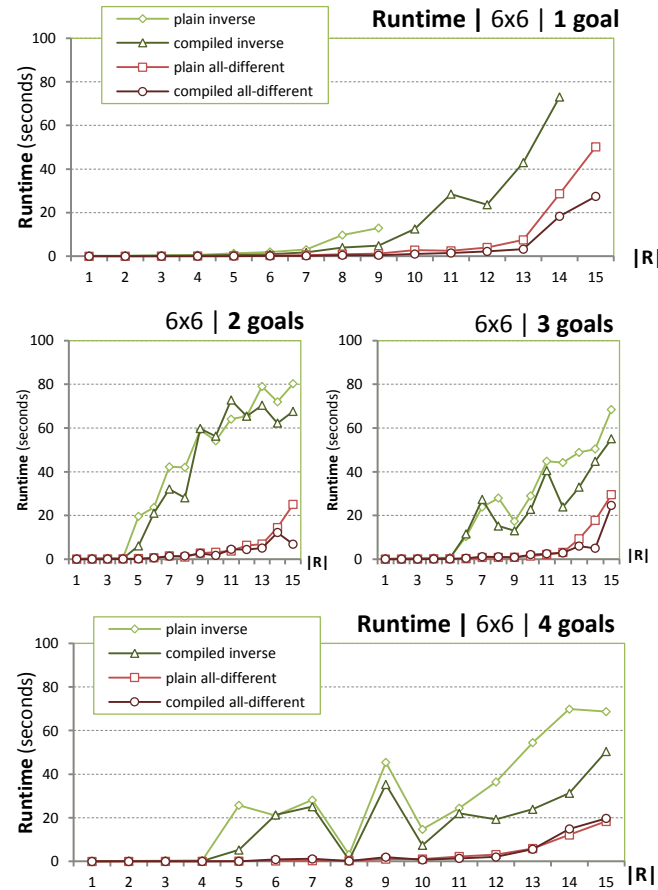 Runtime | 6x6 | 1 goal
plain inverse
compiled inverse
plain all-different
compiled all-different
Runtime (seconds)
100
80
60
40
20
0
1 2 3 4 5 6 7 8 9 10 11 12 13 14 15
|R|
6x6 | 2 goals
Runtime (seconds)
100
80
60
40
20
0
1 3 5 7 9 11 13 15
|R|
6x6 | 3 goals
Runtime (seconds)
100
80
60
40
20
0
1 3 5 7 9 11 13 15
|R|
Runtime | 6x6 | 4 goals
plain inverse
compiled inverse
plain all-different
compiled all-different
Runtime (seconds)
100
80
60
40
20
0
1 2 3 4 5 6 7 8 9 10 11 12 13 14 15
|R|